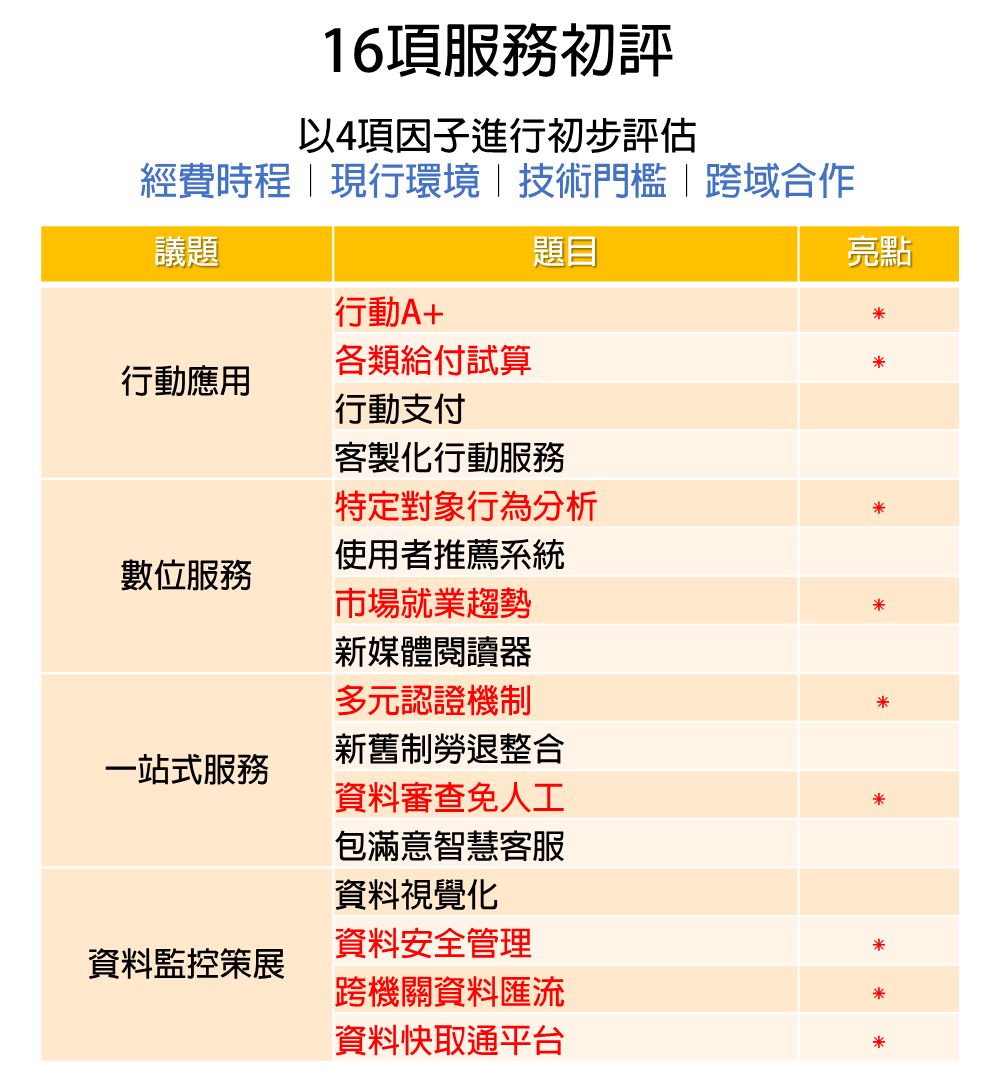 16項服務初評
以4項因子進行初步評估
經費時程｜現行環境｜技術門檻｜跨域合作
議題 題目 亮點
行動應用
行動A+ *
各類給付試算 *
行動支付
客製化行動服務
數位服務
特定對象行為分析 *
使用者推薦系統
市場就業趨勢 *
新媒體閱讀器
一站式服務
多元認證機制 *
新舊制勞退整合
資料審查免人工 *
包滿意智慧客服
資料監控策展
資料視覺化
資料安全管理 *
跨機關資料匯流 *
資料快取通平台 *